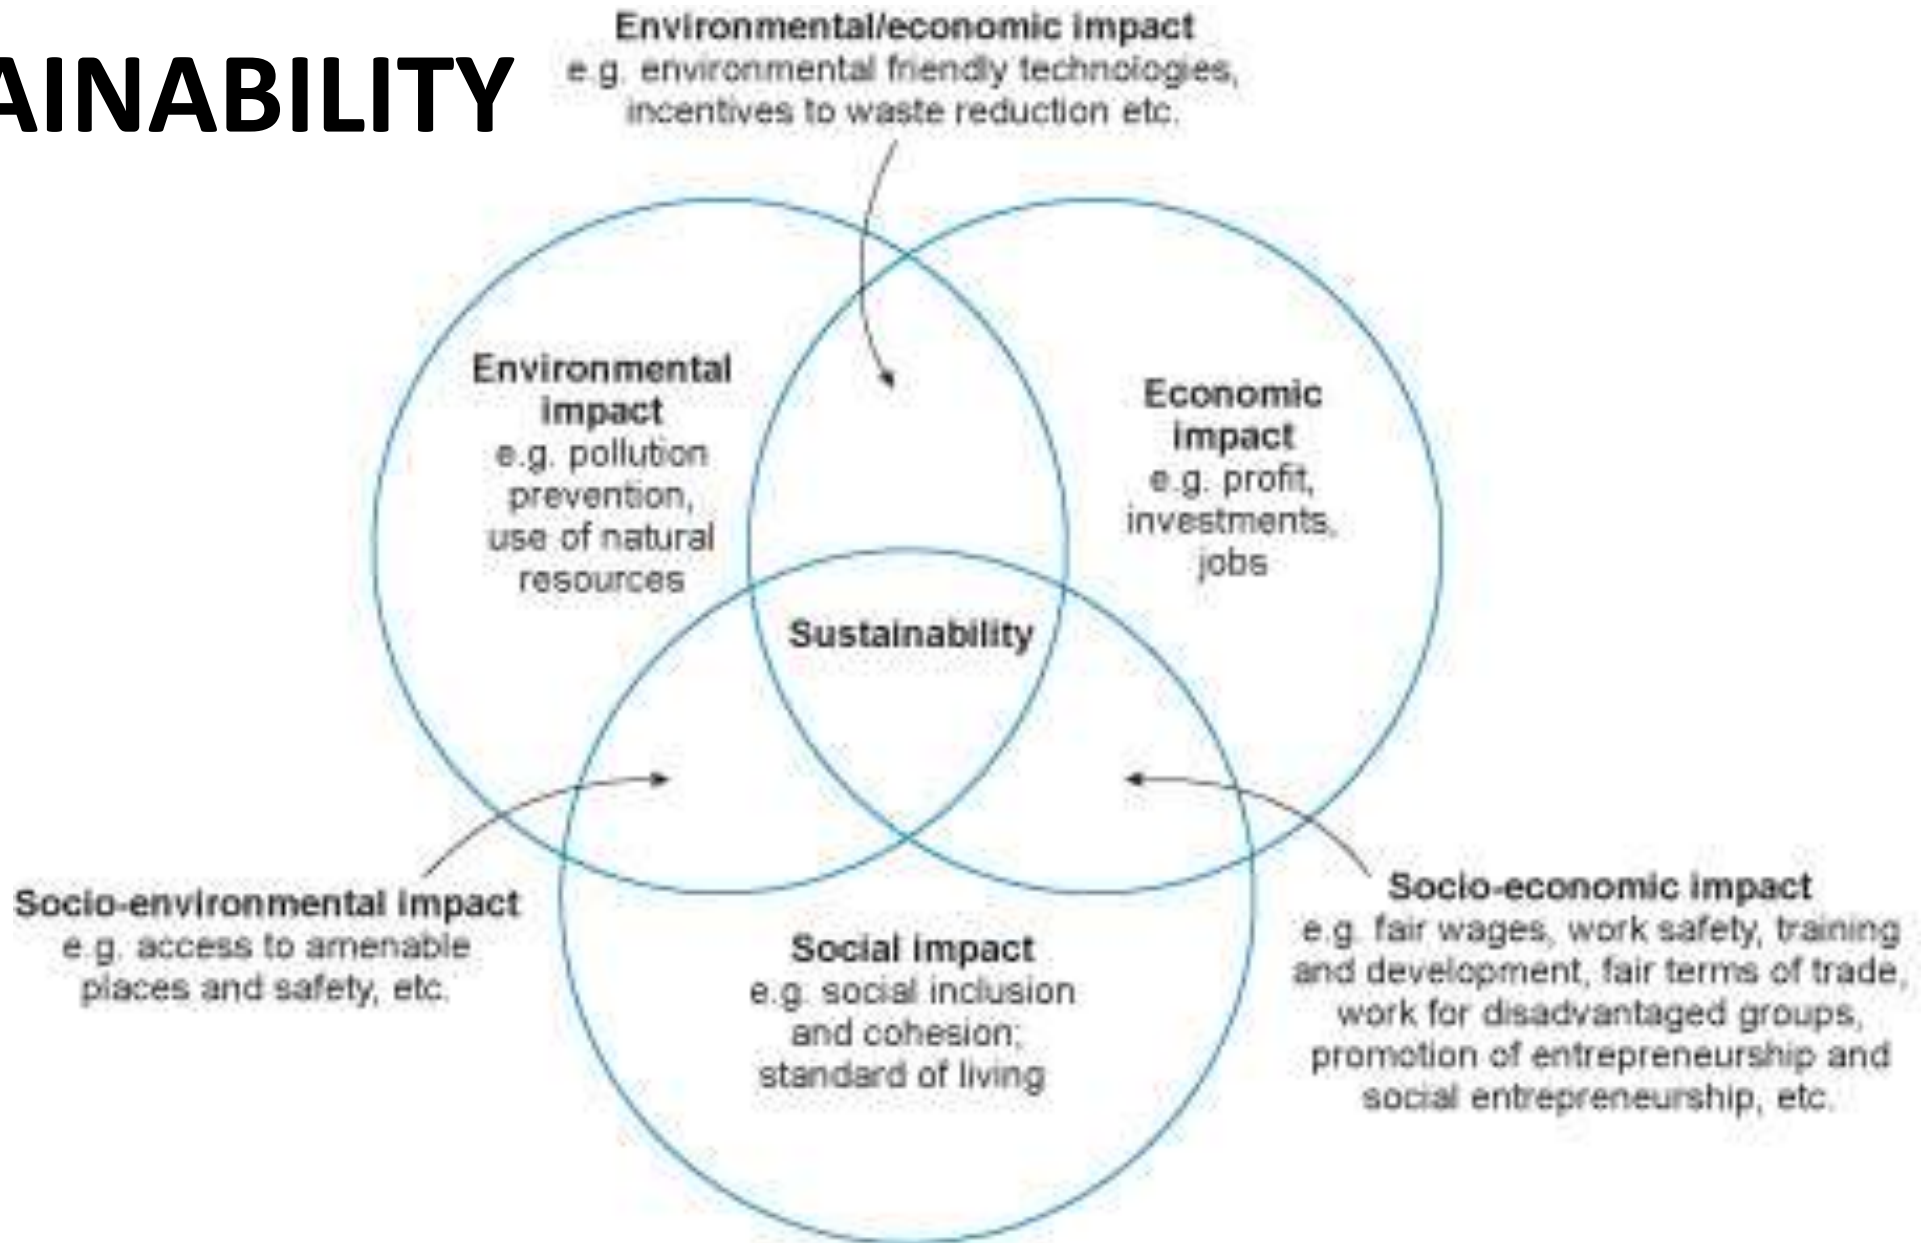 AINABILITY
Environmental/economic impact
e.g. environmental friendly technologies,
incentives to waste reduction etc.
Environmental
impact
e.g. pollution
prevention,
use of natural
resources
Economic
impact
e.g. profit,
investments,
jobs
Sustainability
Socio-environmental impact
e.g. access to amenable
places and safety, etc.
Social impact
e.g. social inclusion
and cohesion;
standard of living
Socio-economic impact
e.g. fair wages, work safety, training
and development, fair terms of trade,
work for disadvantaged groups,
promotion of entrepreneurship and
social entrepreneurship, etc.